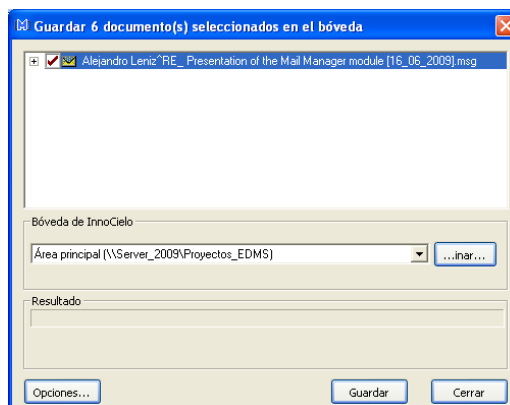 Guardar 6 documento(s) seleccionados en el bóveda
Alejandro Leniz^RE_ Presentation of the Mail Manager module [16_06_2009].msg
Bóveda de InnoCielo
Área principal (\\Server_2009\Proyectos_EDMS)
...inar...
Resultado
Opciones...
Guardar
Cerrar